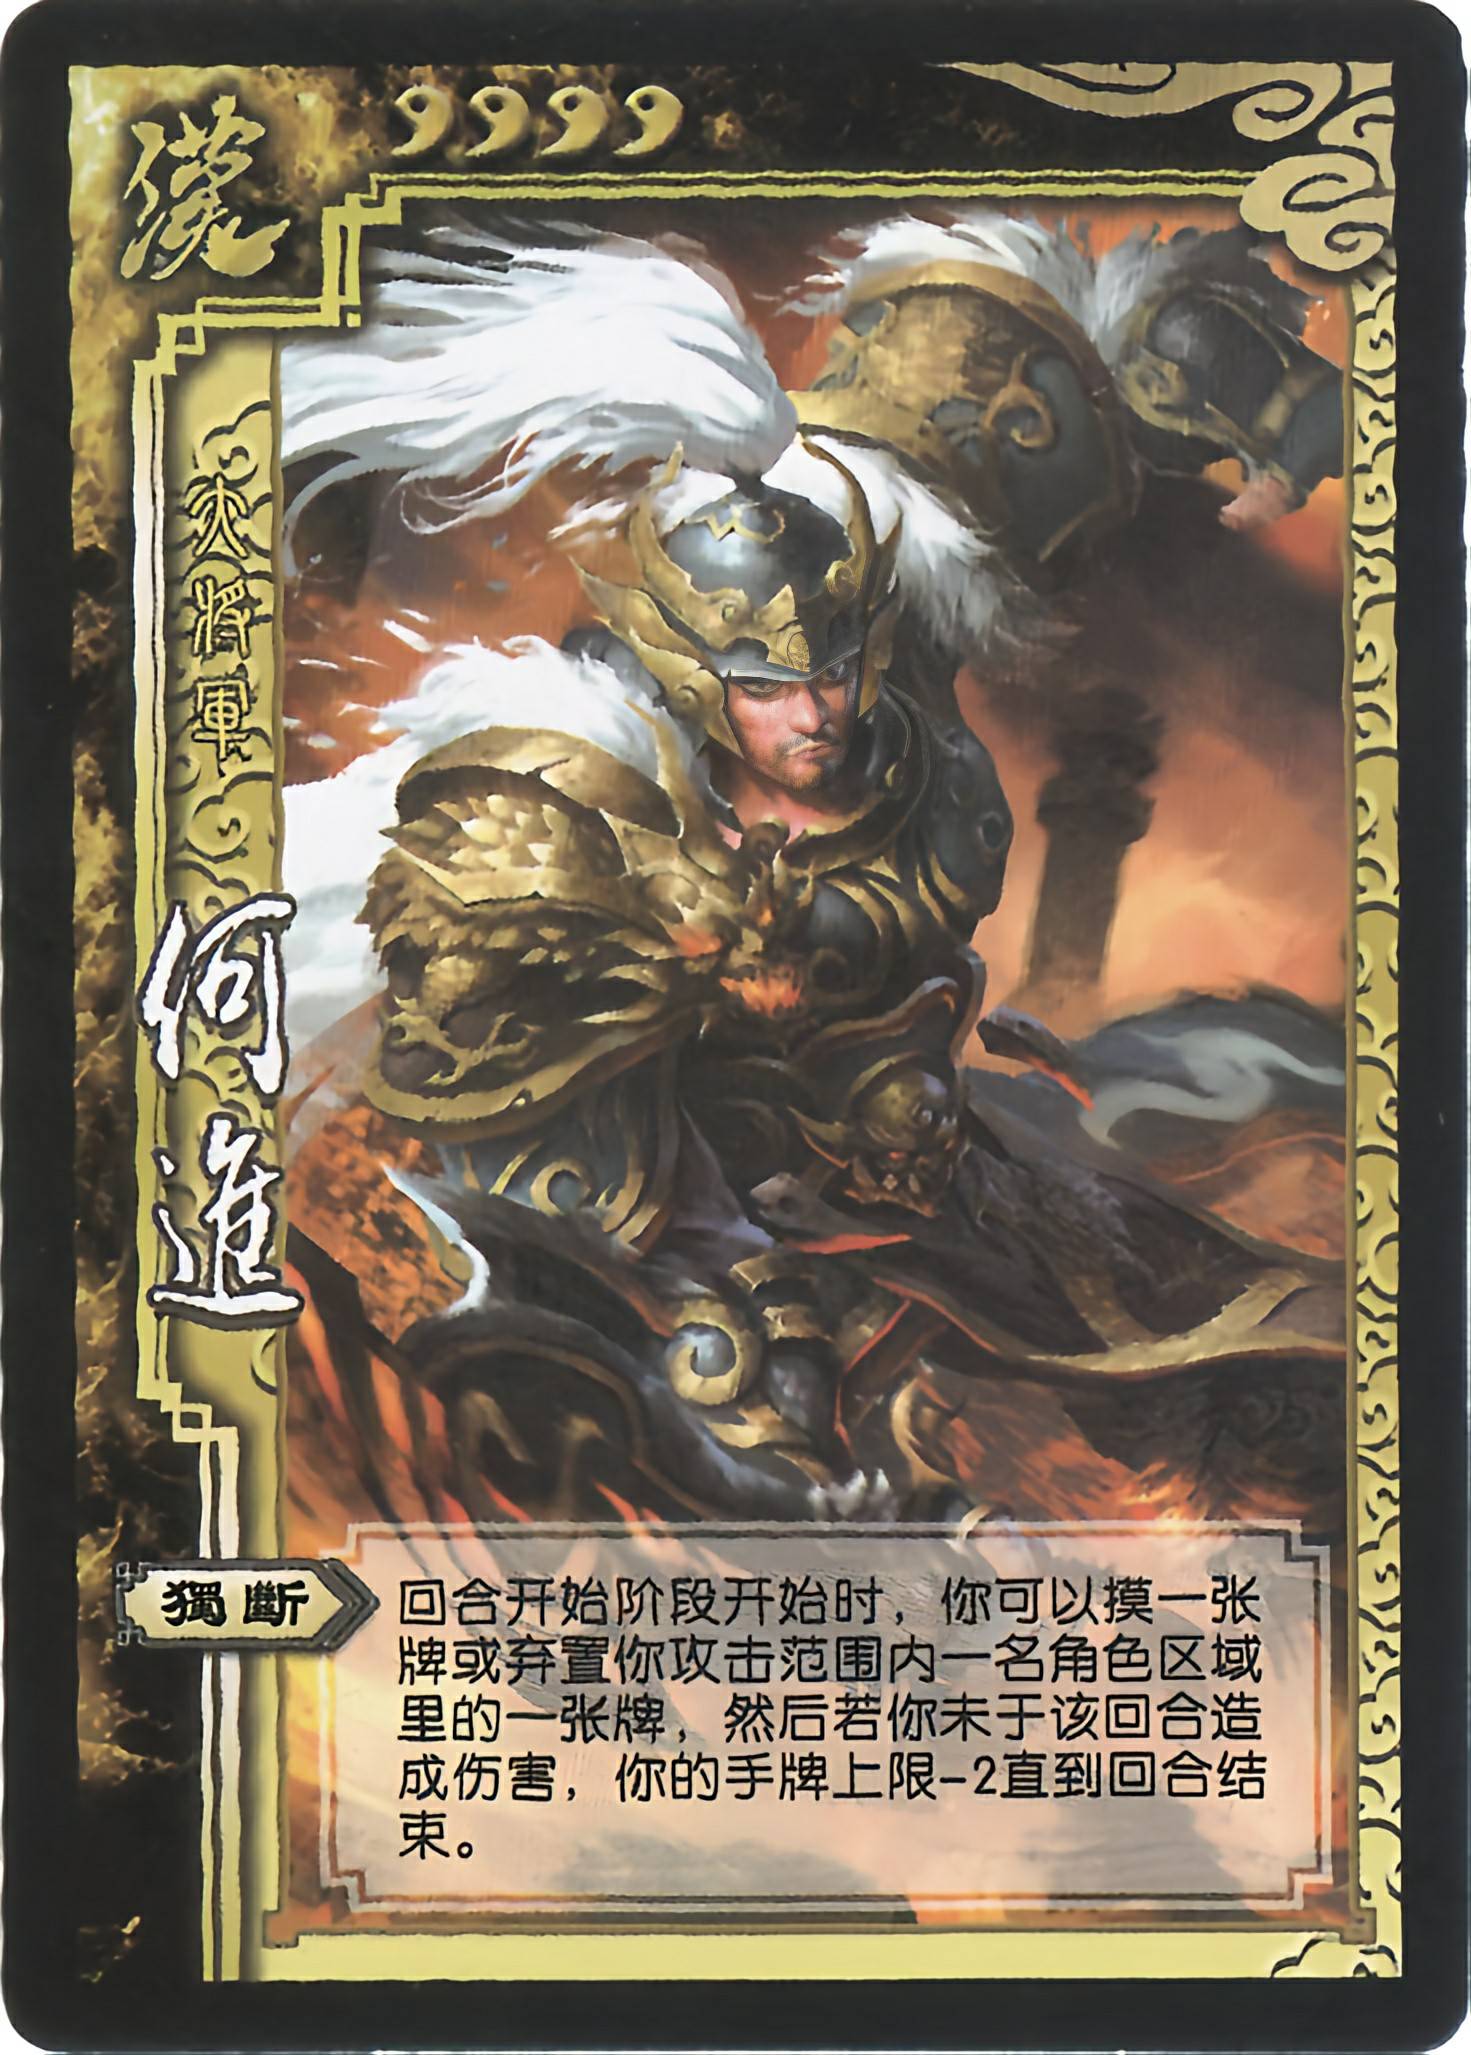 漢
大將軍
何進
獨斷
回合开始阶段开始时，你可以摸一张
牌或弃置你攻击范围内一名角色区域
里的一张牌，然后若你未于该回合造
成伤害，你的手牌上限-2直到回合结
束。